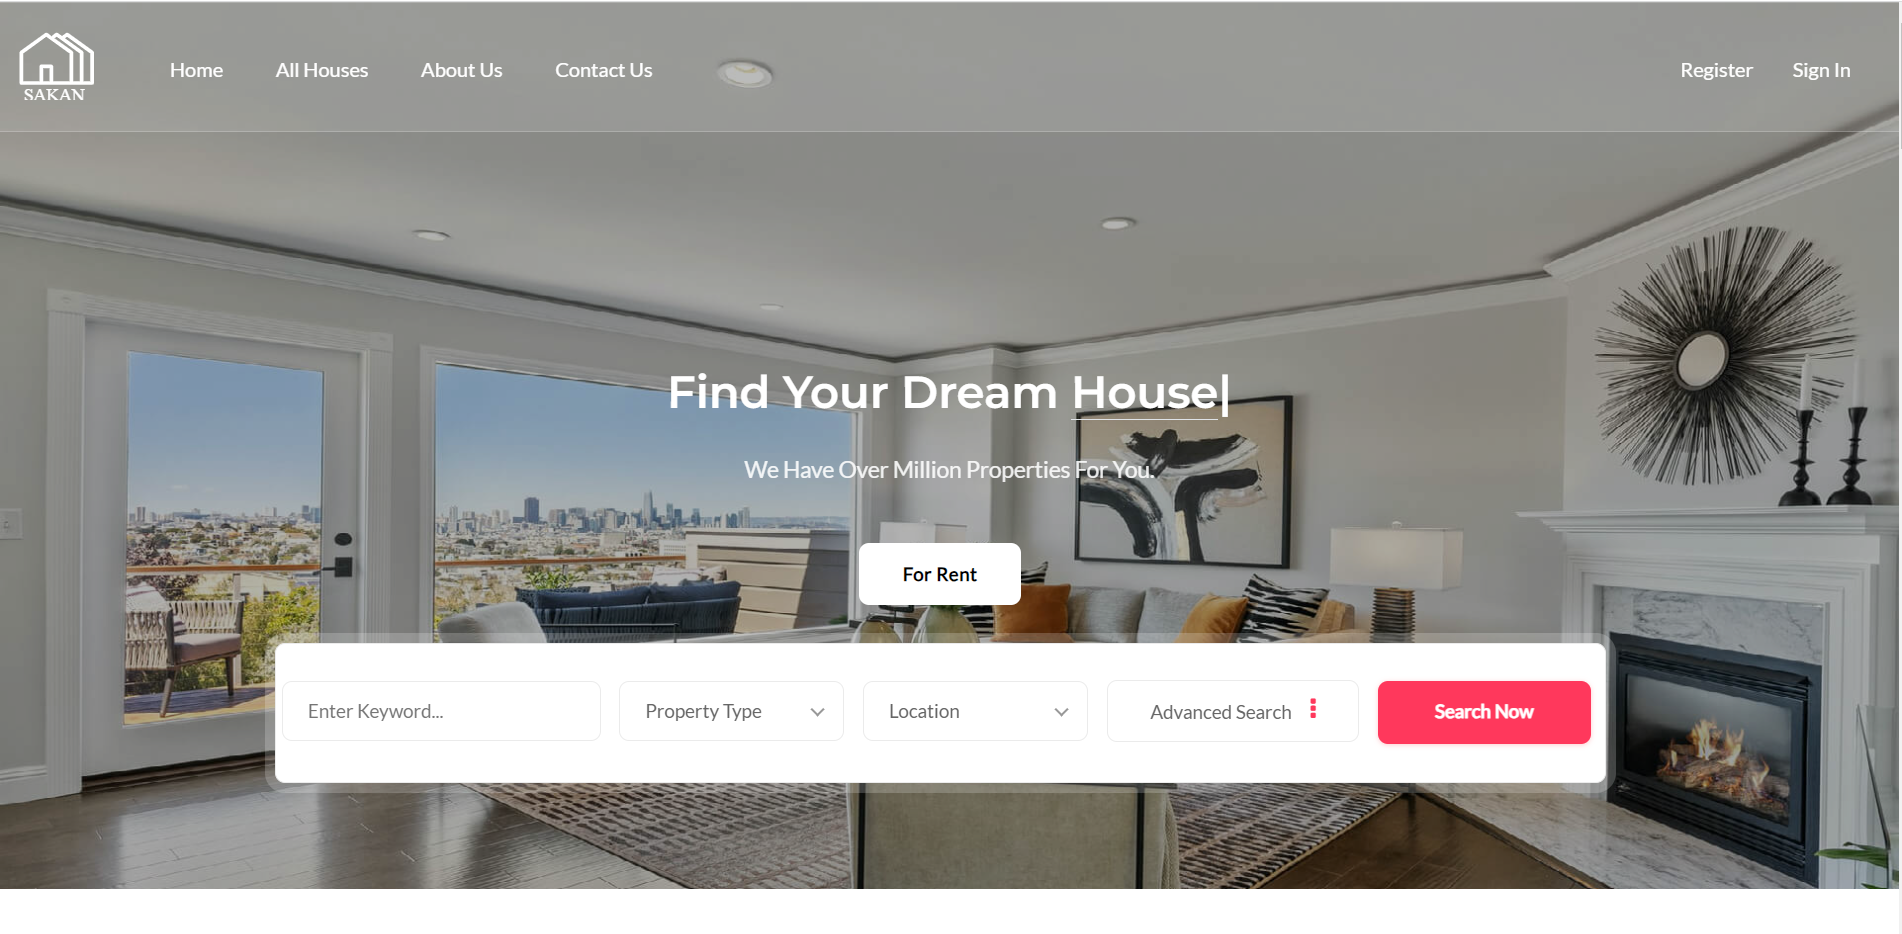 SAKAN
Home
All Houses
About Us
Contact Us
Register
Sign In
Find Your Dream House|
We Have Over Million Properties For You.
For Rent
Enter Keyword...
Property Type
Location
Advanced Search
Search Now